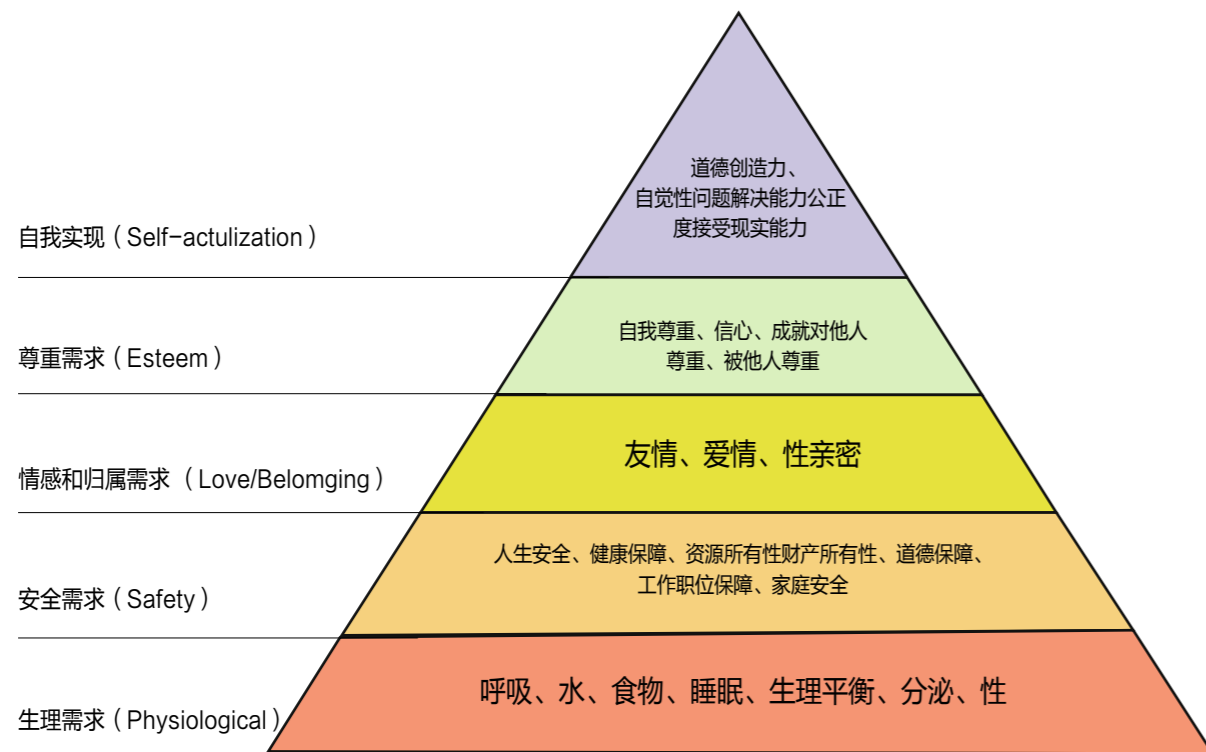 道德创造力、
自觉性问题解决能力公正
度接受现实能力
自我实现（Self-actulization）
自我尊重、信心、成就对他人
尊重、被他人尊重
尊重需求（Esteem）
友情、爱情、性亲密
情感和归属需求 （Love/Belomging）
人生安全、健康保障、资源所有性财产所有性、道德保障、
工作职位保障、家庭安全
安全需求（Safety）
呼吸、水、食物、睡眠、生理平衡、分泌、性
生理需求（Physiological）